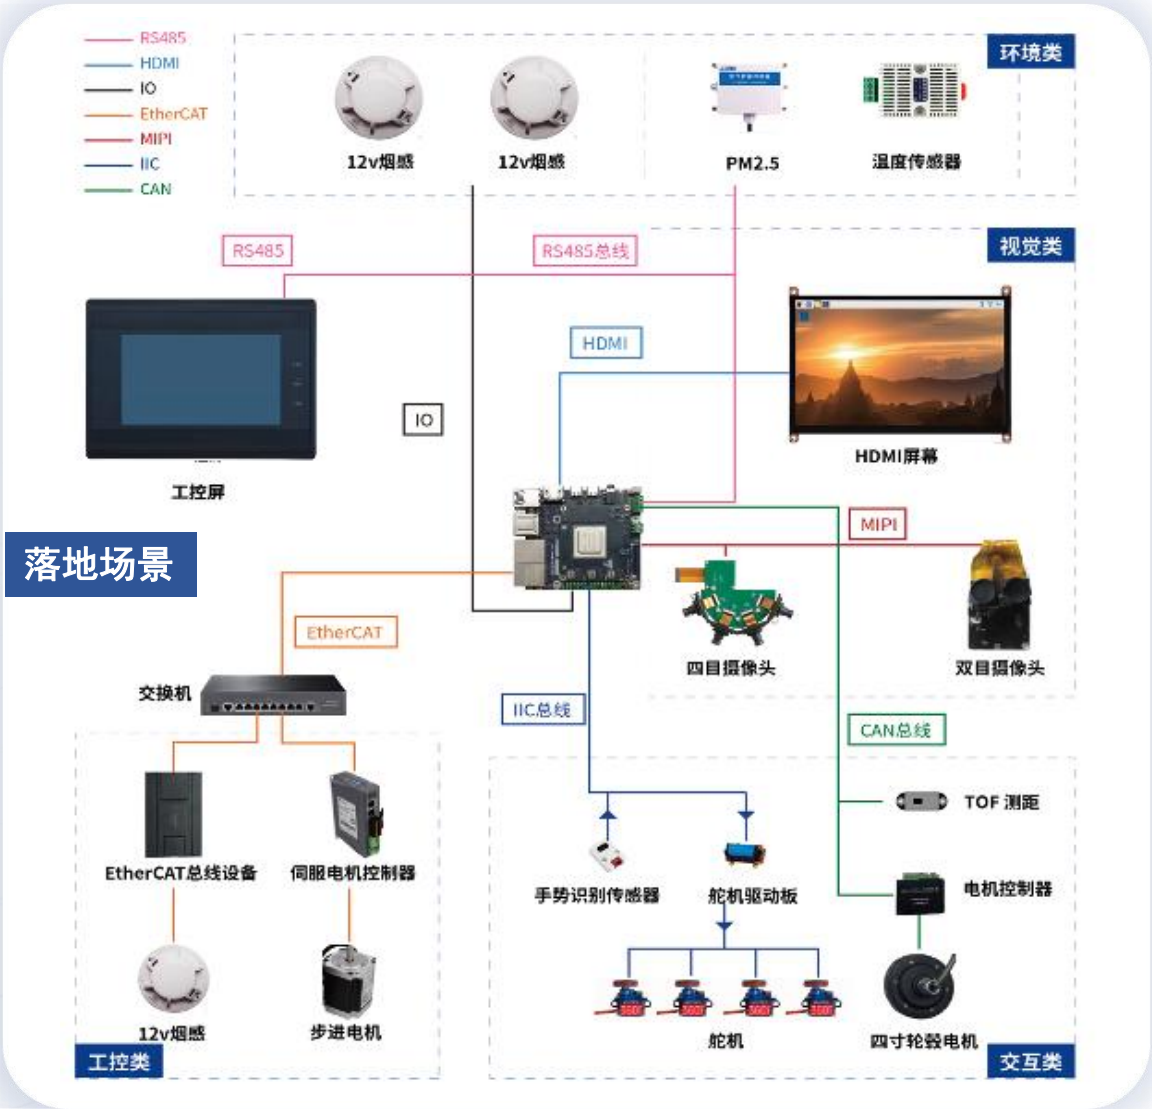 RS485
HDMI
IO
EtherCAT
MIPI
IIC
CAN
环境类
12v烟感
12v烟感
PM2.5
温度传感器
RS485
RS485总线
视觉类
HDMI
IO
工控屏
HDMI屏幕
落地场景
MIPI
EtherCAT
四目摄像头
双目摄像头
交换机
IIC总线
CAN总线
TOF 测距
EtherCAT总线设备
伺服电机控制器
手势识别传感器
舵机驱动板
电机控制器
12v烟感
步进电机
舵机
四寸轮毂电机
工控类
交互类